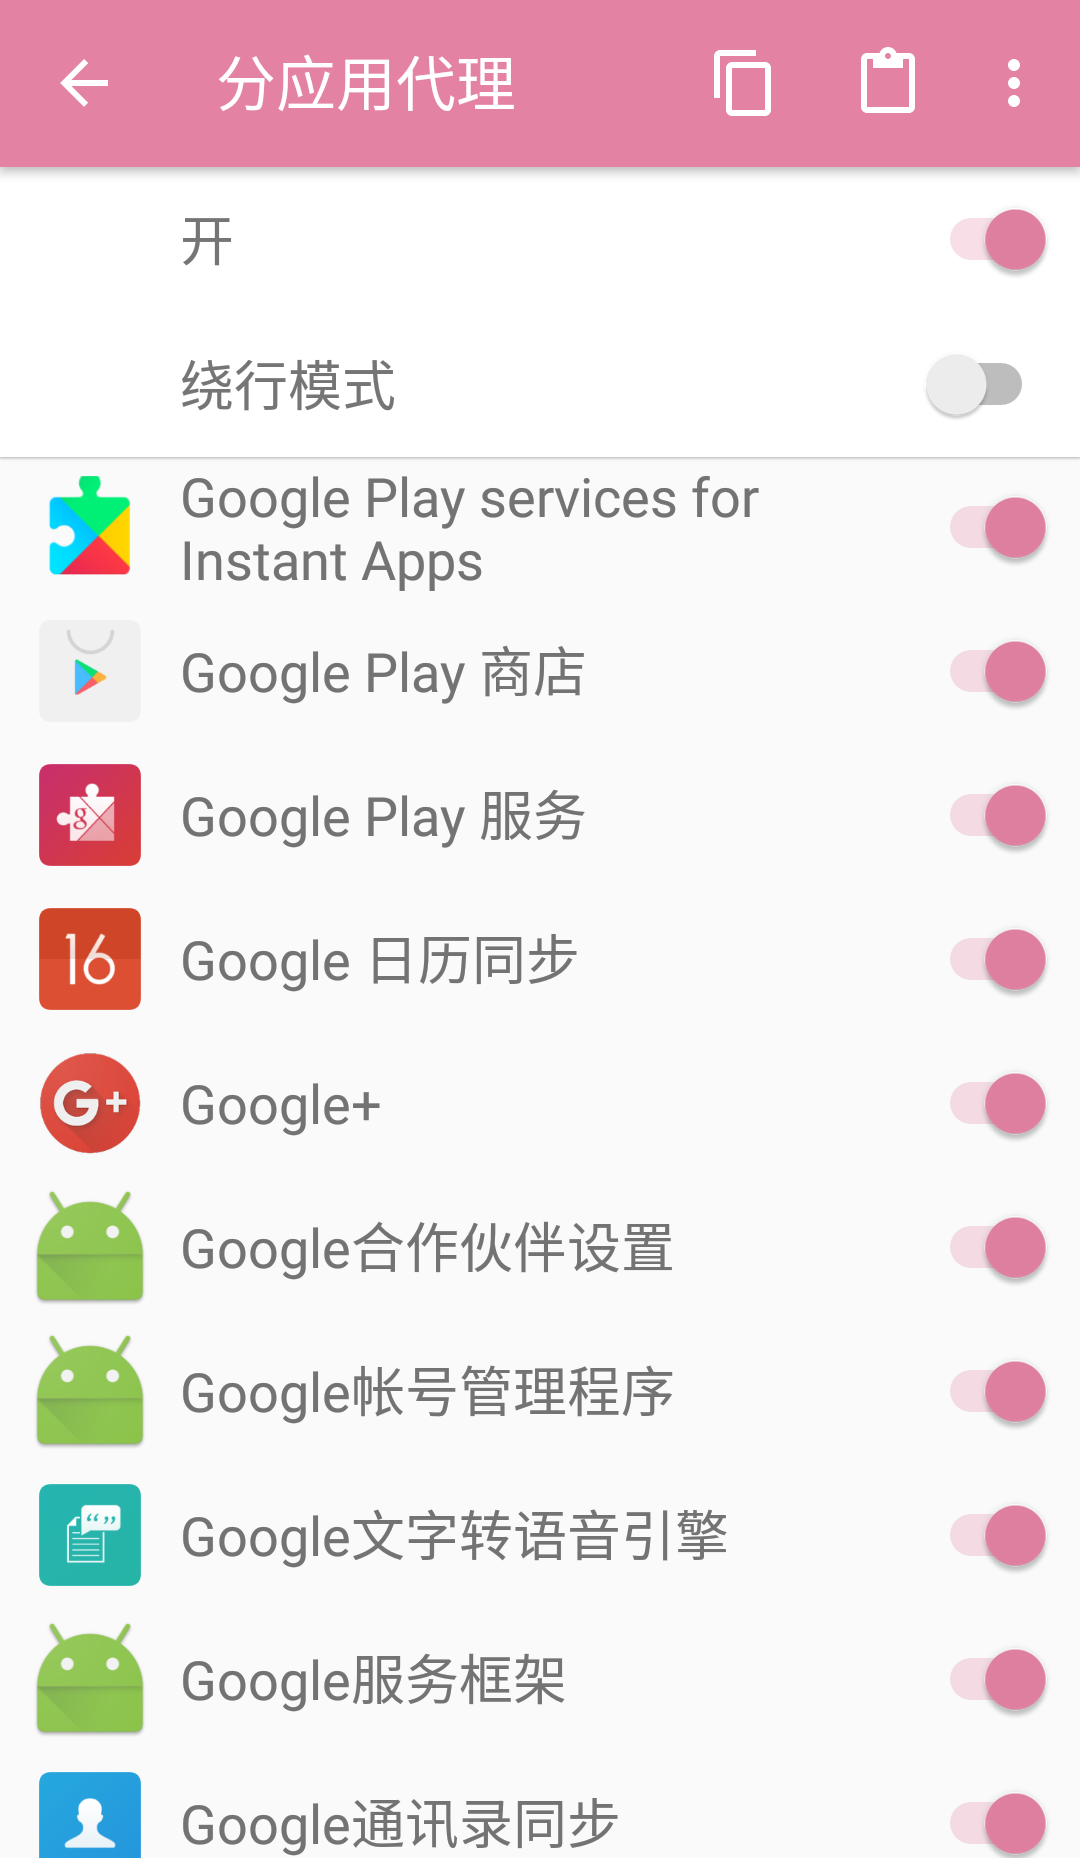 分应用代理
开
绕行模式
Google Play services for
Instant Apps
Google Play 商店
Google Play 服务
16
Google 日历同步
G+
Google+
Google合作伙伴设置
Google帐号管理程序
Google文字转语音引擎
Google服务框架
Google通讯录同步